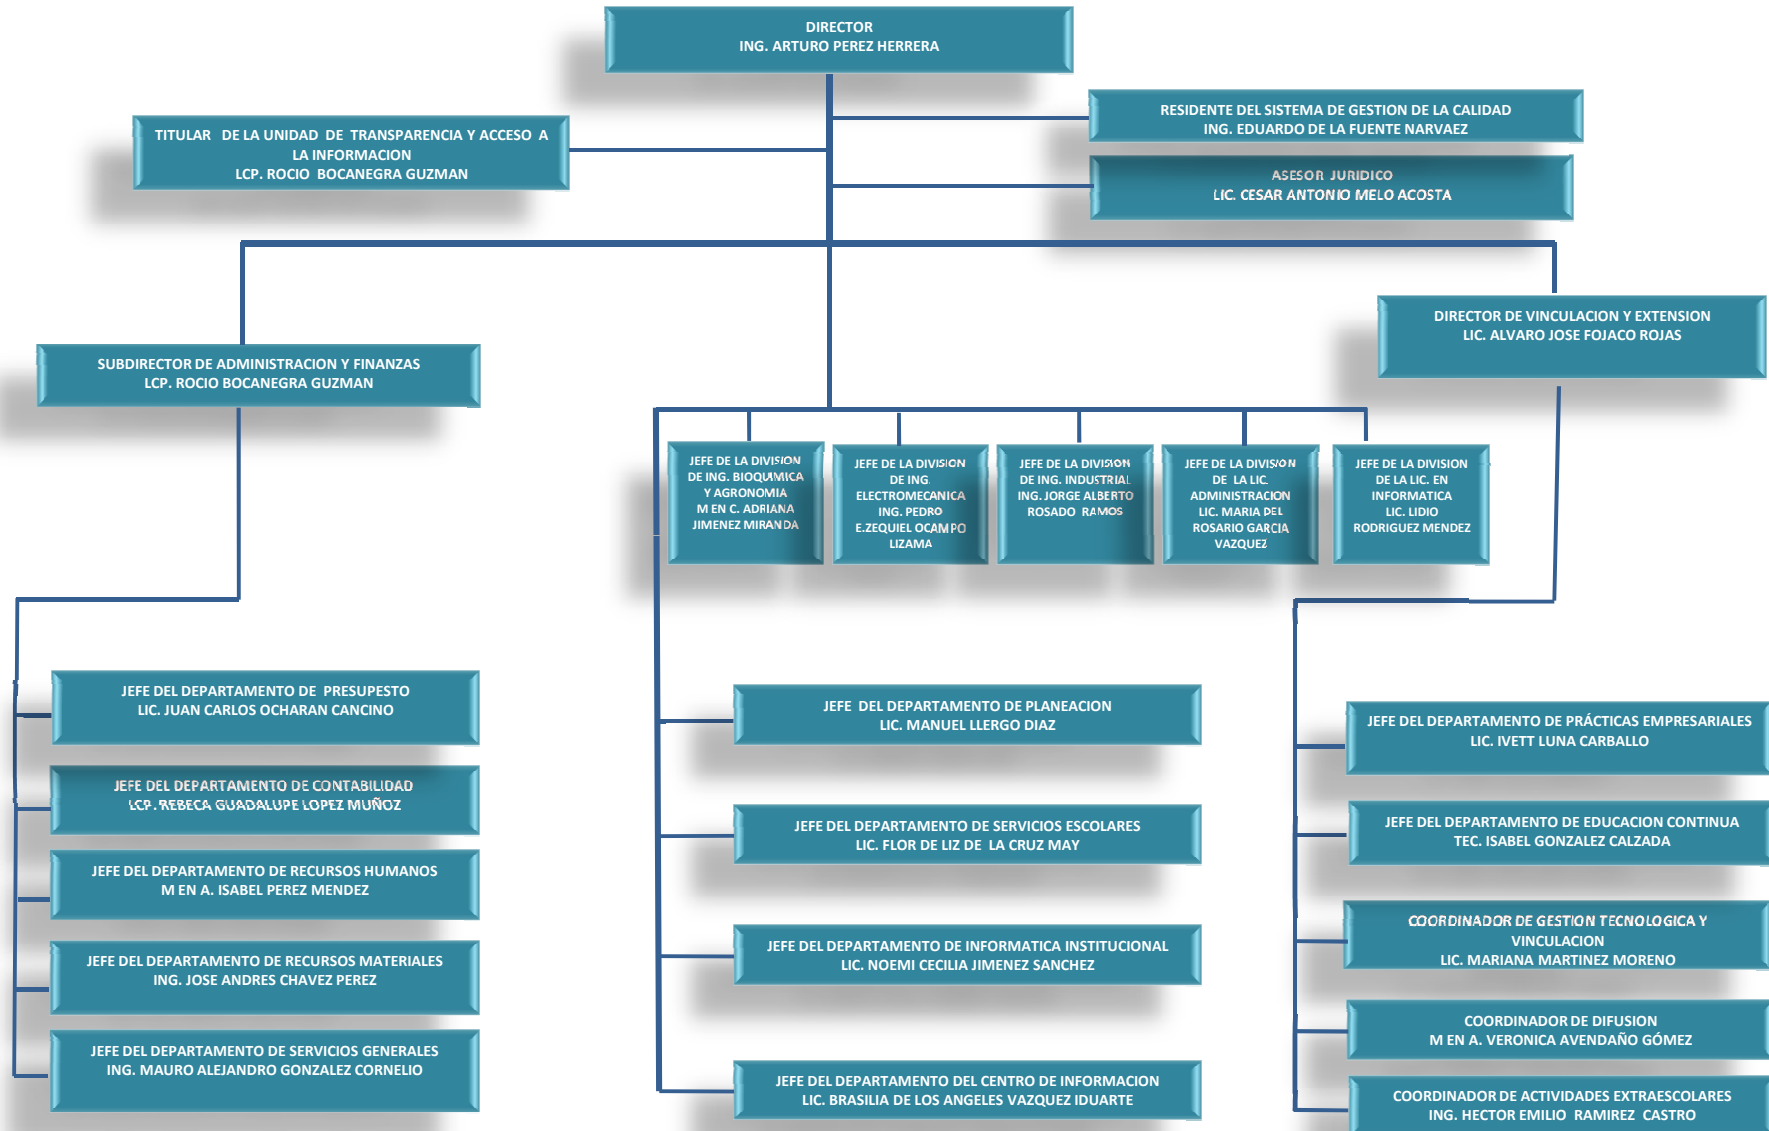 DIRECTOR
ING. ARTURO PEREZ HERRERA
RESIDENTE DEL SISTEMA DE GESTION DE LA CALIDAD
ING. EDUARDO DE LA FUENTE NARVAEZ
TITULAR DE LA UNIDAD DE TRANSPARENCIA Y ACCESO A
LA INFORMACION
LCP. ROCIO BOCANEGRA GUZMAN
ASESOR JURIDICO
LIC. CESAR ANTONIO MELO ACOSTA
DIRECTOR DE VINCULACION Y EXTENSION
LIC. ALVARO JOSE FOJACO ROJAS
SUBDIRECTOR DE ADMINISTRACION Y FINANZAS
LCP. ROCIO BOCANEGRA GUZMAN
JEFE DE LA DIVISION
DE ING. BIOQUIMICA
Y AGRONOMIA
M EN C. ADRIANA
JIMENEZ MIRANDA
JEFE DE LA DIVISION
DE ING.
ELECTROMECANICA
ING. PEDRO
E.ZEQUIEL OCAMPO
LIZAMA
JEFE DE LA DIVISION
DE ING. INDUSTRIAL
ING. JORGE ALBERTO
ROSADO RAMOS
JEFE DE LA DIVISION
DE LA LIC.
ADMINISTRACION
LIC. MARIA DEL
ROSARIO GARCIA
VAZQUEZ
JEFE DE LA DIVISION
DE LA LIC. EN
INFORMATICA
LIC. LIDIO
RODRIGUEZ MENDEZ
JEFE DEL DEPARTAMENTO DE PRESUPESTO
LIC. JUAN CARLOS OCHARAN CANCINO
JEFE DEL DEPARTAMENTO DE CONTABILIDAD
LCP. REBECA GUADALUPE LOPEZ MUÑOZ
JEFE DEL DEPARTAMENTO DE RECURSOS HUMANOS
M EN A. ISABEL PEREZ MENDEZ
JEFE DEL DEPARTAMENTO DE RECURSOS MATERIALES
ING. JOSE ANDRES CHAVEZ PEREZ
JEFE DEL DEPARTAMENTO DE SERVICIOS GENERALES
ING. MAURO ALEJANDRO GONZALEZ CORNELIO
JEFE DEL DEPARTAMENTO DE PLANEACION
LIC. MANUEL LLERGO DIAZ
JEFE DEL DEPARTAMENTO DE SERVICIOS ESCOLARES
LIC. FLOR DE LIZ DE LA CRUZ MAY
JEFE DEL DEPARTAMENTO DE INFORMATICA INSTITUCIONAL
LIC. NOEMI CECILIA JIMENEZ SANCHEZ
JEFE DEL DEPARTAMENTO DEL CENTRO DE INFORMACION
LIC. BRASILIA DE LOS ANGELES VAZQUEZ IDUARTE
JEFE DEL DEPARTAMENTO DE PRÁCTICAS EMPRESARIALES
LIC. IVETT LUNA CARBALLO
JEFE DEL DEPARTAMENTO DE EDUCACION CONTINUA
TEC. ISABEL GONZALEZ CALZADA
COORDINADOR DE GESTION TECNOLOGICA Y
VINCULACION
LIC. MARIANA MARTINEZ MORENO
COORDINADOR DE DIFUSION
M EN A. VERONICA AVENDAÑO GÓMEZ
COORDINADOR DE ACTIVIDADES EXTRAESCOLARES
ING. HECTOR EMILIO RAMIREZ CASTRO